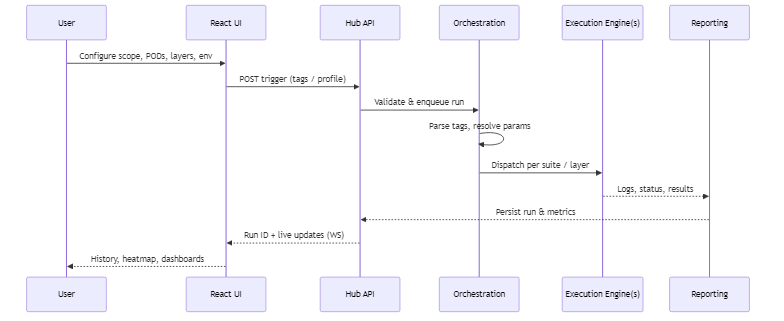 User
React UI
Hub API
Orchestration
Execution Engine(s)
Reporting
Configure scope, PODs, layers, env
POST trigger (tags / profile)
Validate & enqueue run
Parse tags, resolve params
Dispatch per suite / layer
Logs, status, results
Persist run & metrics
Run ID + live updates (WS)
History, heatmap, dashboards
User
React UI
Hub API
Orchestration
Execution Engine(s)
Reporting